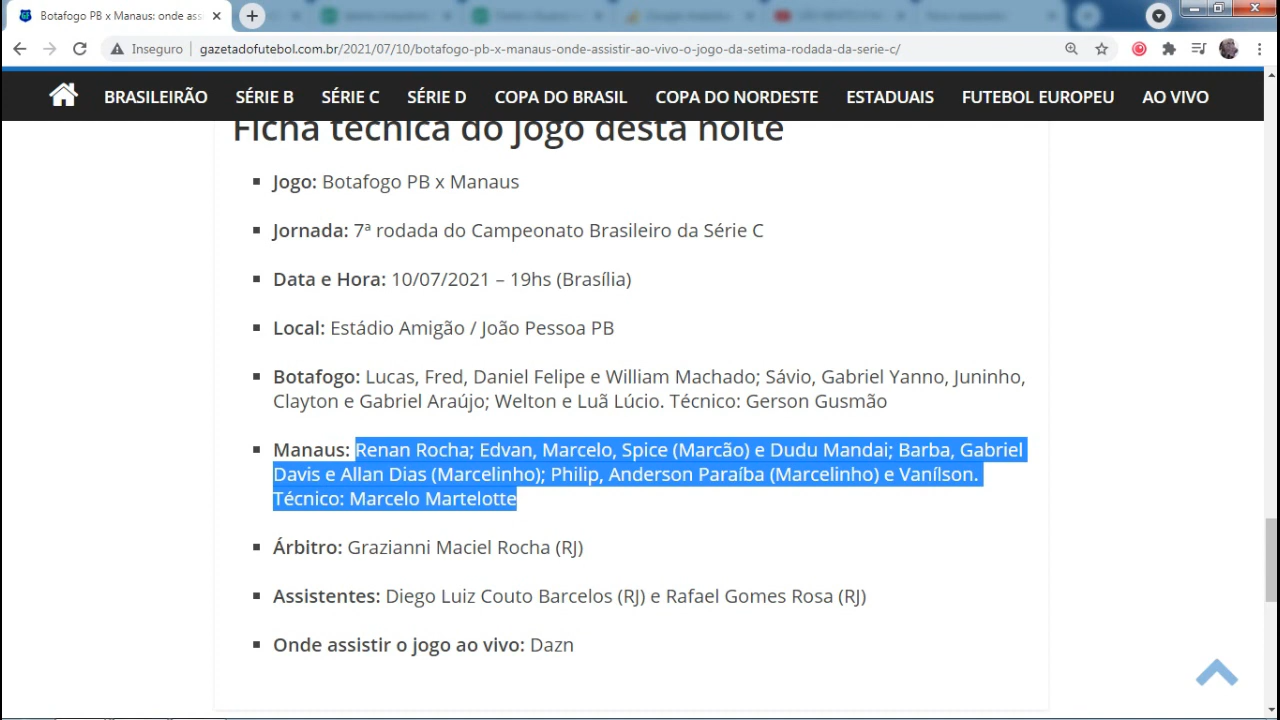 Botafogo PB x Manaus: onde ass
Inseguro
gazetadofutebol.com.br/2021/07/10/botafogo-pb-x-manaus-onde-assistir-ao-vivo-o-jogo-da-setima-rodada-da-serie-c/
BRASILEIRÃO SÉRIE B SÉRIE C SÉRIE D COPA DO BRASIL COPA DO NORDESTE ESTADUAIS FUTEBOL EUROPEU AO VIVO
Ficha técnica do jogo desta noite
Jogo: Botafogo PB x Manaus
Jornada: 7ª rodada do Campeonato Brasileiro da Série C
Data e Hora: 10/07/2021 – 19hs (Brasília)
Local: Estádio Amigão / João Pessoa PB
Botafogo: Lucas, Fred, Daniel Felipe e William Machado; Sávio, Gabriel Yanno, Juninho,
Clayton e Gabriel Araújo; Welton e Luã Lúcio. Técnico: Gerson Gusmão
Manaus: Renan Rocha; Edvan, Marcelo, Spice (Marcão) e Dudu Mandai; Barba, Gabriel
Davis e Allan Dias (Marcelinho); Philip, Anderson Paraíba (Marcelinho) e Vanílson.
Técnico: Marcelo Martelotte
Árbitro: Grazianni Maciel Rocha (RJ)
Assistentes: Diego Luiz Couto Barcelos (RJ) e Rafael Gomes Rosa (RJ)
Onde assistir o jogo ao vivo: Dazn